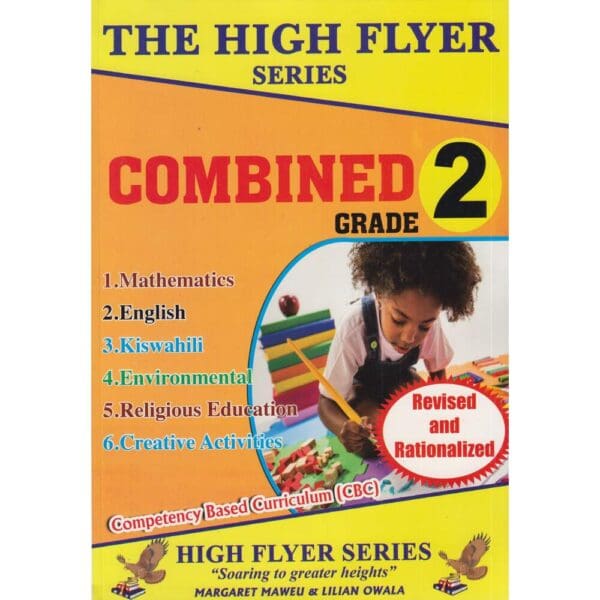 THE HIGH FLYER
SERIES
COMBINED
GRADE 2
1.Mathematics
2.English
3.Kiswahili
4.Environmental
5.Religious Education
6.Creative Activities
Revised
and
Rationalized
Competency Based Curriculum (CBC)
HIGH FLYER SERIES
“Soaring to greater heights”
MARGARET MAWEU & LILIAN OWALA